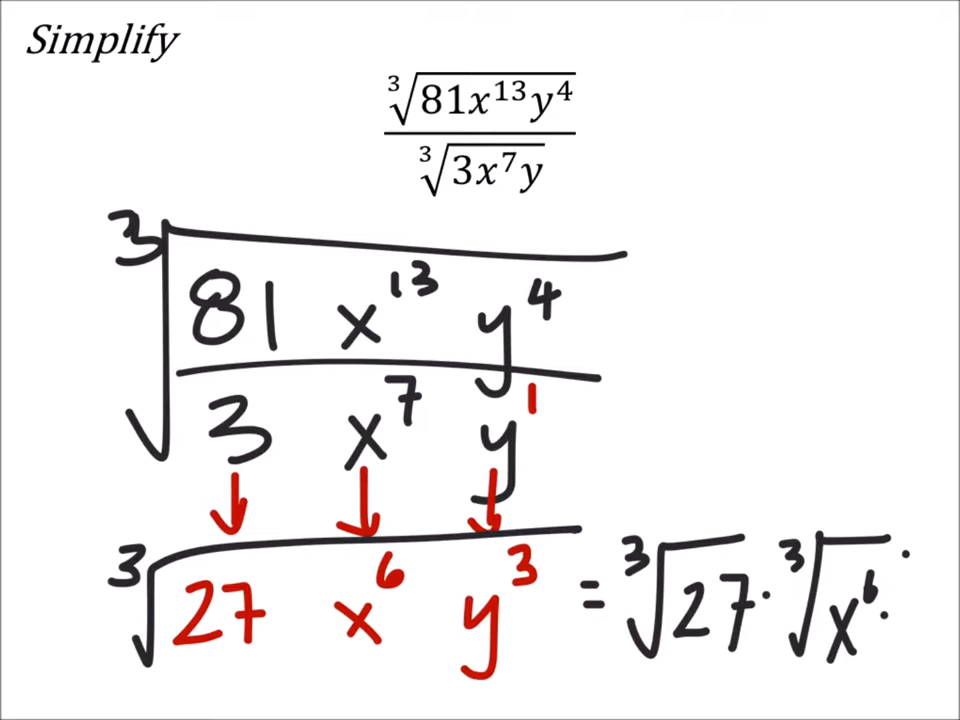 Simplify
∛(81x¹³y⁴)
∛(3x⁷y)
3√ 81 x¹³ y⁴
3 x⁷ y¹
3√ 27 x⁶ y³ = 3√27 · 3√x⁶ ·